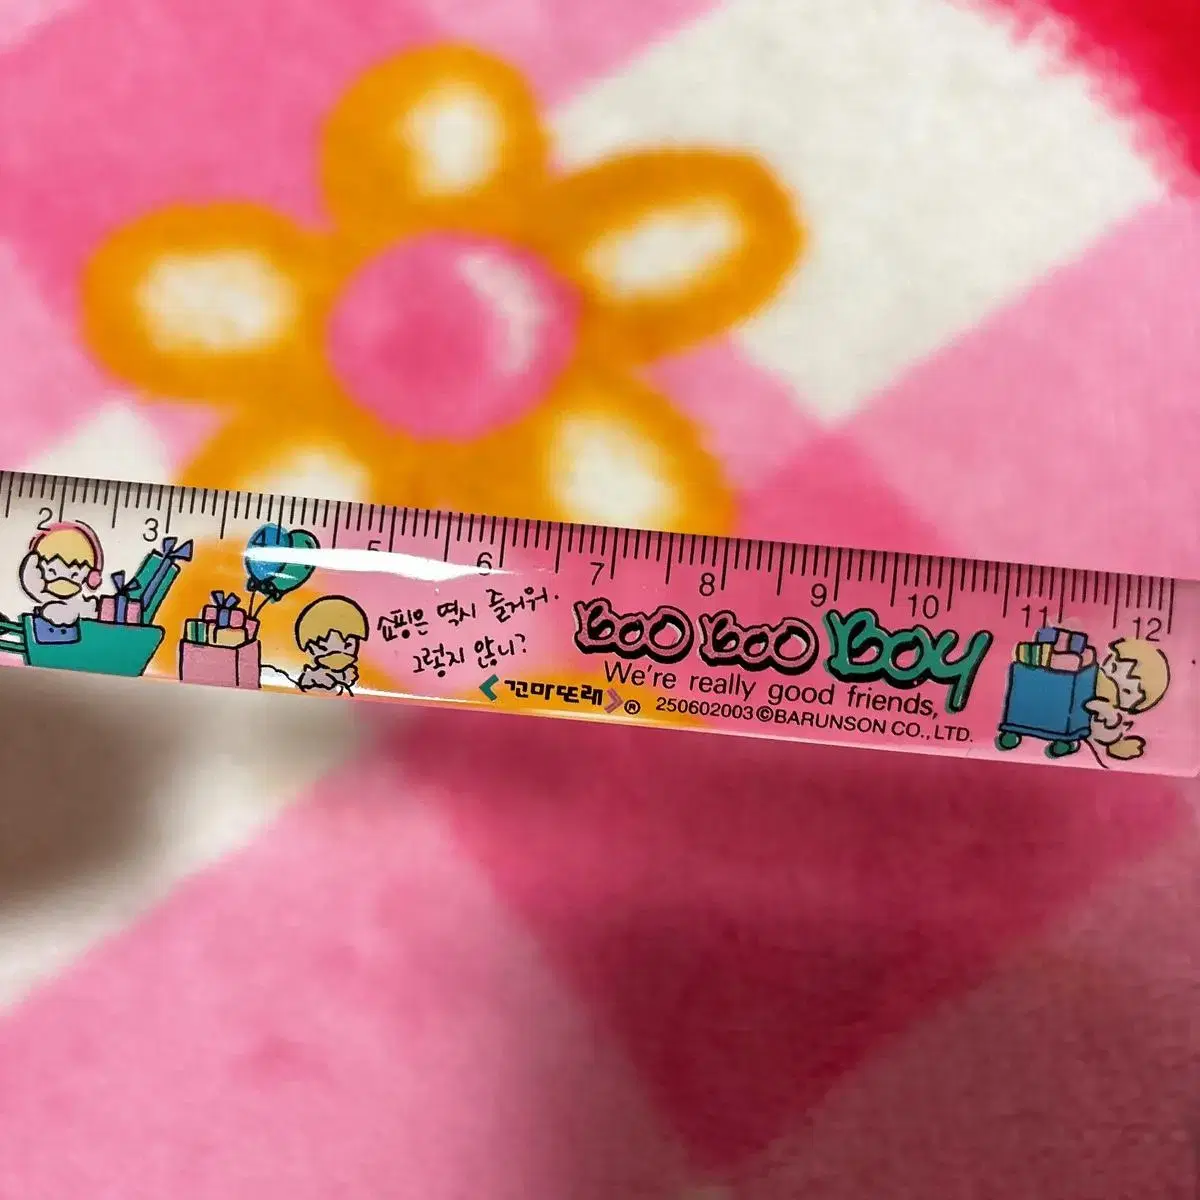 2 3 5 6 7 8 9 10 11 12
쇼핑은 역시 즐거워.
그렇지 않니?
<꼬마또래>®
BOO BOO BOY
We're really good friends,
250602003©BARUNSON CO., LTD.